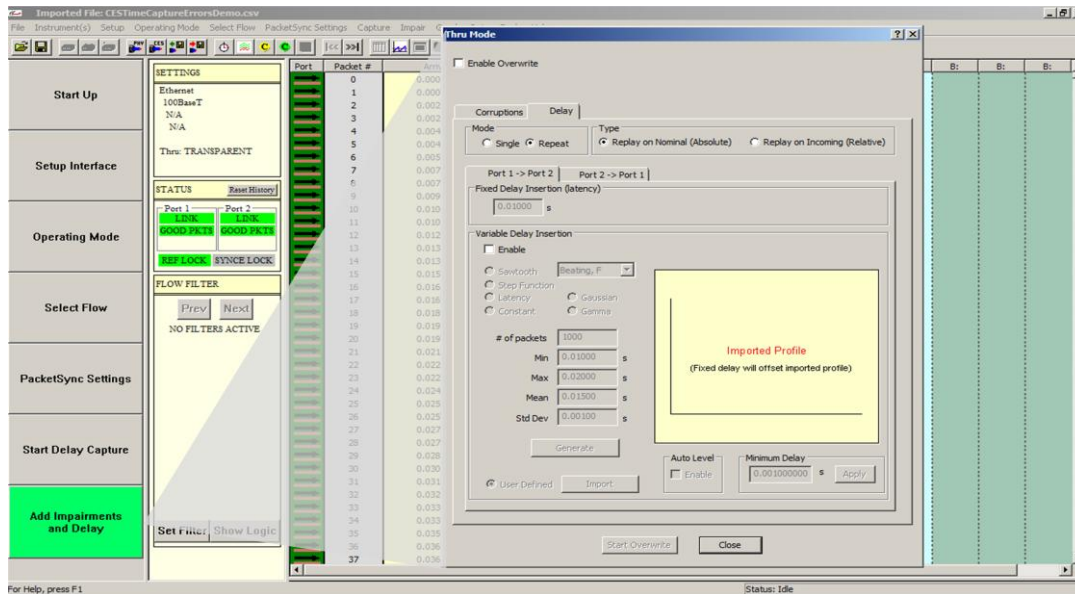 Imported File: CESTimeCaptureErrorsDemo.csv
File Instrument(s) Setup Operating Mode Select Flow PacketSync Settings Capture Impair
Start Up
Setup Interface
Operating Mode
Select Flow
PacketSync Settings
Start Delay Capture
Add Impairments
and Delay
SETTINGS
Ethernet
100BaseT
N/A
N/A
Thru: TRANSPARENT
STATUS Reset History
Port 1 Port 2
LINK LINK
GOOD PKTS GOOD PKTS
REF LOCK SYNCE LOCK
FLOW FILTER
Prev Next
NO FILTERS ACTIVE
Set Filter Show Logic
Port Packet #
0 0.000
1 0.000
2 0.002
3 0.002
4 0.004
5 0.004
6 0.005
7 0.007
8 0.007
9 0.009
10 0.010
11 0.010
12 0.012
13 0.013
14 0.013
15 0.015
16 0.016
17 0.016
18 0.018
19 0.019
20 0.019
21 0.021
22 0.022
23 0.022
24 0.024
25 0.025
26 0.025
27 0.027
28 0.027
29 0.028
30 0.030
31 0.031
32 0.032
33 0.033
34 0.033
35 0.035
36 0.036
37 0.036
Thru Mode
Enable Overwrite
Corruptions Delay
Mode
Single Repeat
Type
Replay on Nominal (Absolute) Replay on Incoming (Relative)
Port 1 -> Port 2 Port 2 -> Port 1
Fixed Delay Insertion (latency)
0.01000 s
Variable Delay Insertion
Enable
Sawtooth Beating, F
Step Function
Latency Gaussian
Constant Gamma
# of packets 1000
Min 0.01000 s
Max 0.02000 s
Mean 0.01500 s
Std Dev 0.00100 s
Generate
User Defined Import
Imported Profile
(Fixed delay will offset imported profile)
Auto Level
Enable
Minimum Delay
0.001000000 s Apply
Start Overwrite Close
B: B: B:
For Help, press F1 Status: Idle